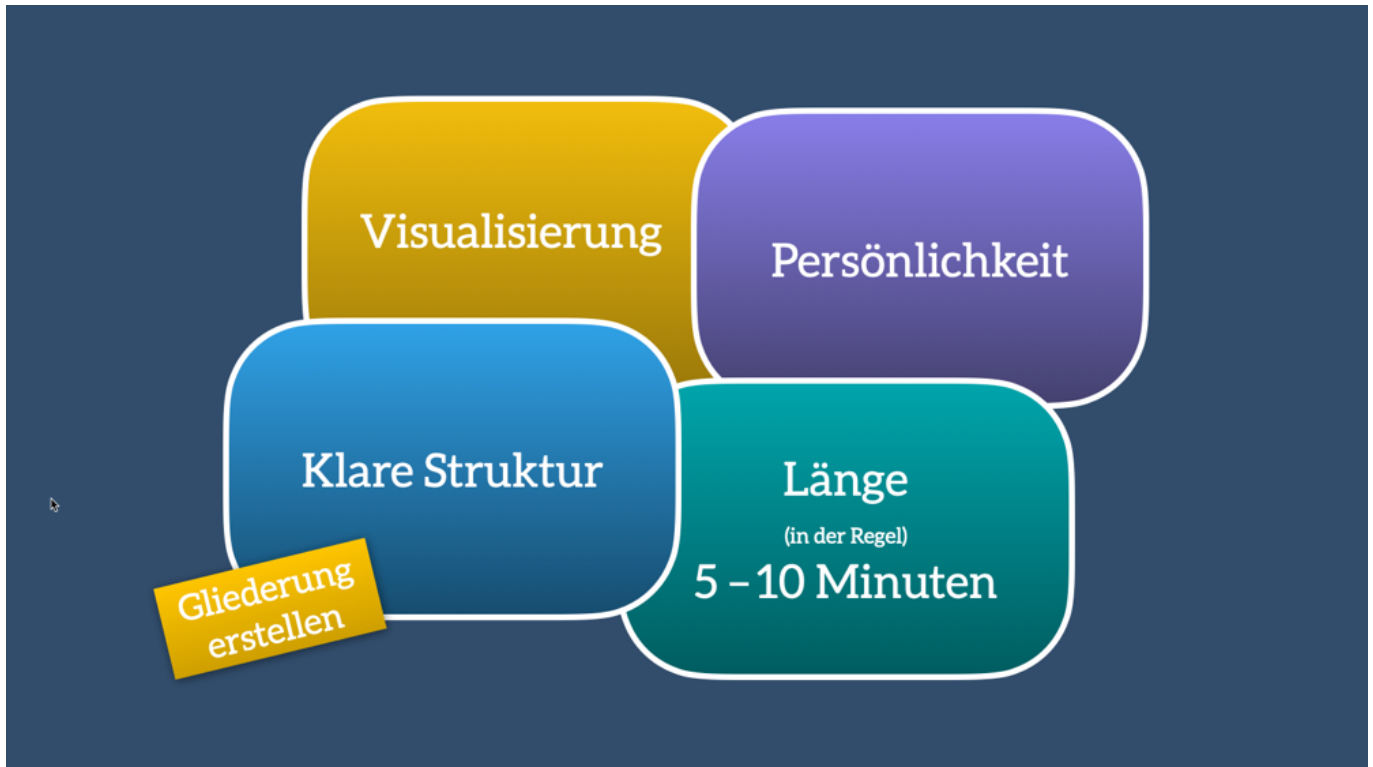 Visualisierung
Persönlichkeit
Klare Struktur
Gliederung
erstellen
Länge
(in der Regel)
5 – 10 Minuten